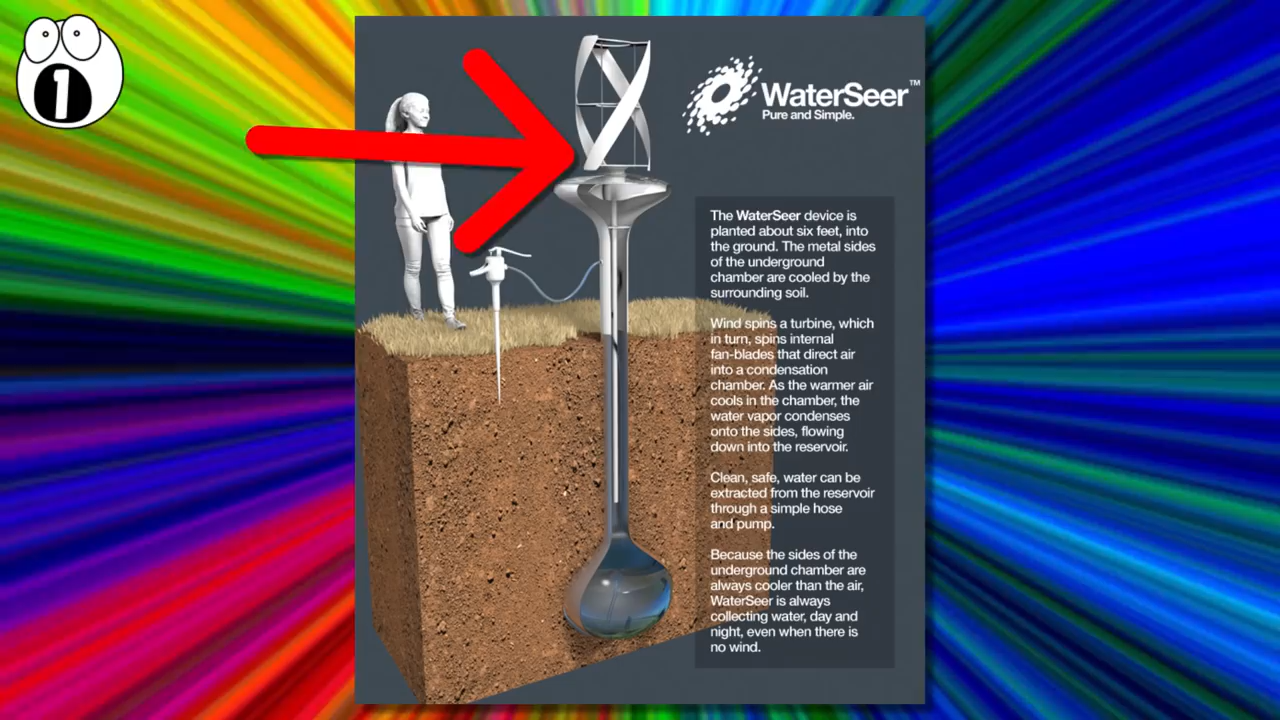 1
WaterSeer™
Pure and Simple.
The WaterSeer device is
planted about six feet, into
the ground. The metal sides
of the underground
chamber are cooled by the
surrounding soil.
Wind spins a turbine, which
in turn, spins internal
fan-blades that direct air
into a condensation
chamber. As the warmer air
cools in the chamber, the
water vapor condenses
onto the sides, flowing
down into the reservoir.
Clean, safe, water can be
extracted from the reservoir
through a simple hose
and pump.
Because the sides of the
underground chamber are
always cooler than the air,
WaterSeer is always
collecting water, day and
night, even when there is
no wind.